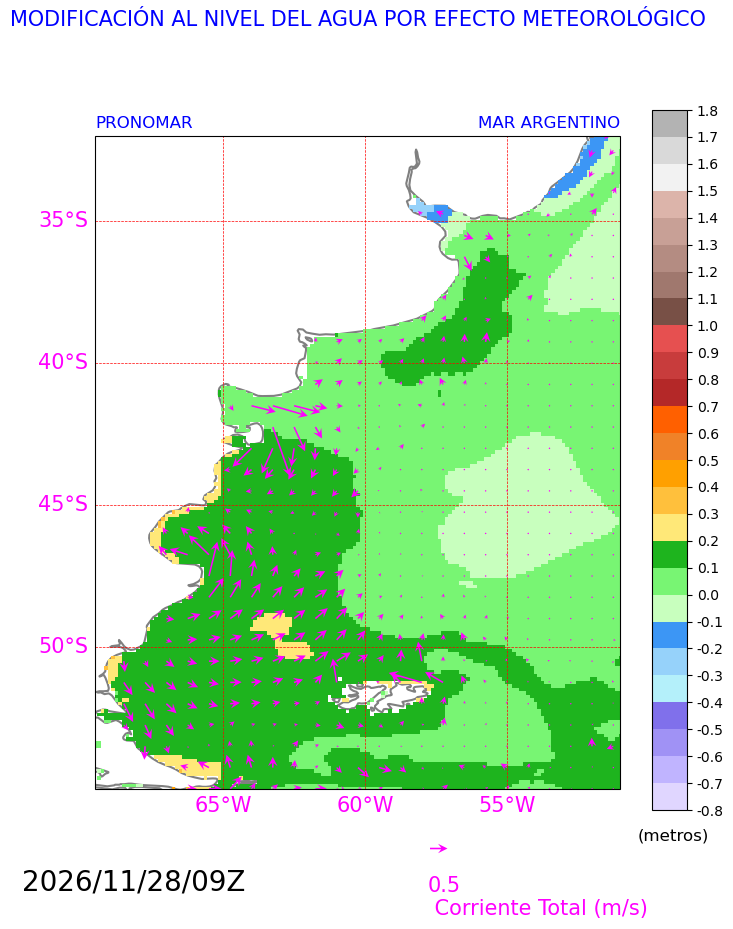 MODIFICACIÓN AL NIVEL DEL AGUA POR EFECTO METEOROLÓGICO
PRONOMAR
MAR ARGENTINO
35°S
40°S
45°S
50°S
65°W
60°W
55°W
1.8
1.7
1.6
1.5
1.4
1.3
1.2
1.1
1.0
0.9
0.8
0.7
0.6
0.5
0.4
0.3
0.2
0.1
0.0
-0.1
-0.2
-0.3
-0.4
-0.5
-0.6
-0.7
-0.8
(metros)
2026/11/28/09Z
0.5
Corriente Total (m/s)